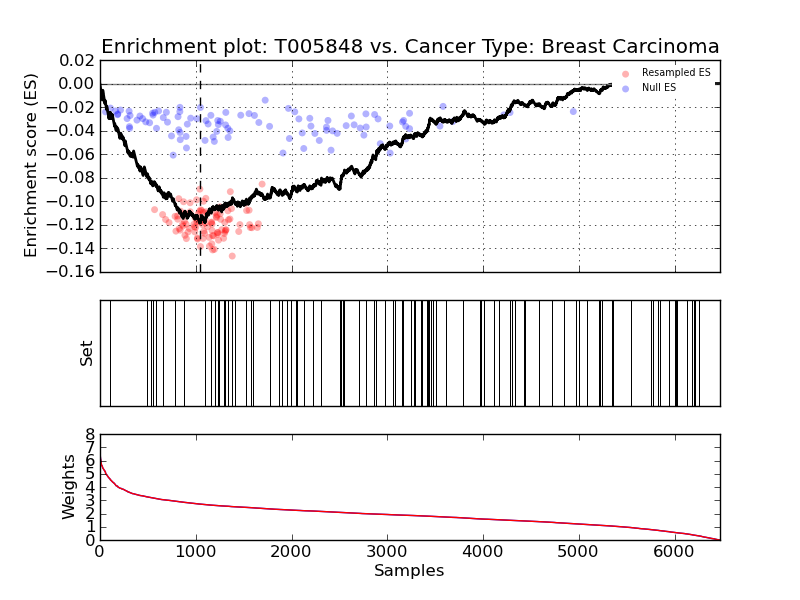 Enrichment plot: T005848 vs. Cancer Type: Breast Carcinoma
0.02
0.00
−0.02
−0.04
−0.06
−0.08
−0.10
−0.12
−0.14
−0.16
Enrichment score (ES)
Resampled ES
Null ES
Set
8
7
6
5
4
3
2
1
0
Weights
0 1000 2000 3000 4000 5000 6000
Samples